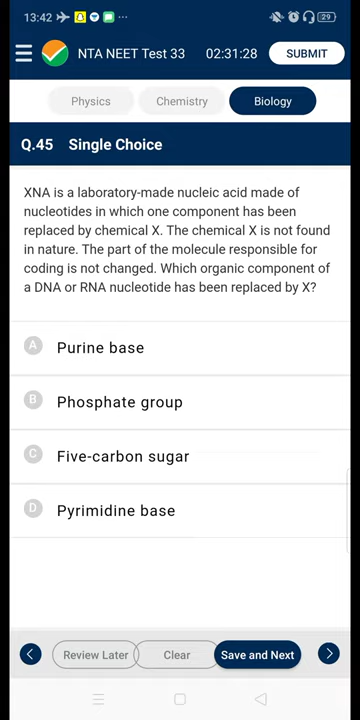 13:42 29
NTA NEET Test 33 02:31:28 SUBMIT
Physics Chemistry Biology
Q.45 Single Choice
XNA is a laboratory-made nucleic acid made of
nucleotides in which one component has been
replaced by chemical X. The chemical X is not found
in nature. The part of the molecule responsible for
coding is not changed. Which organic component of
a DNA or RNA nucleotide has been replaced by X?
A Purine base
B Phosphate group
C Five-carbon sugar
D Pyrimidine base
Review Later Clear Save and Next